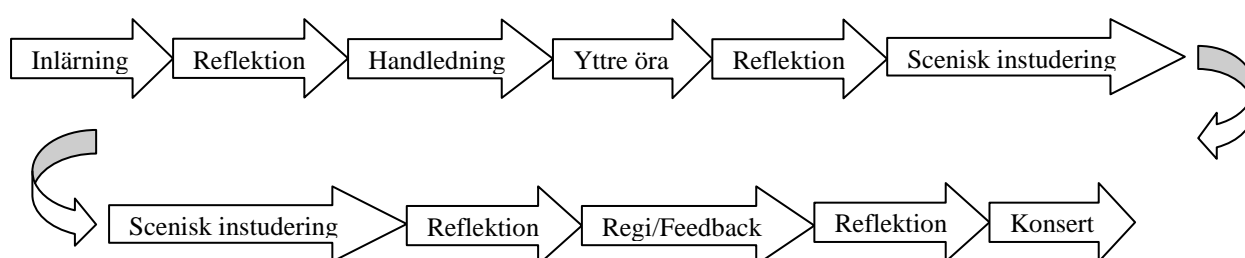 Inlärning Reflektion Handledning Yttre öra Reflektion Scenisk instudering
Scenisk instudering Reflektion Regi/Feedback Reflektion Konsert